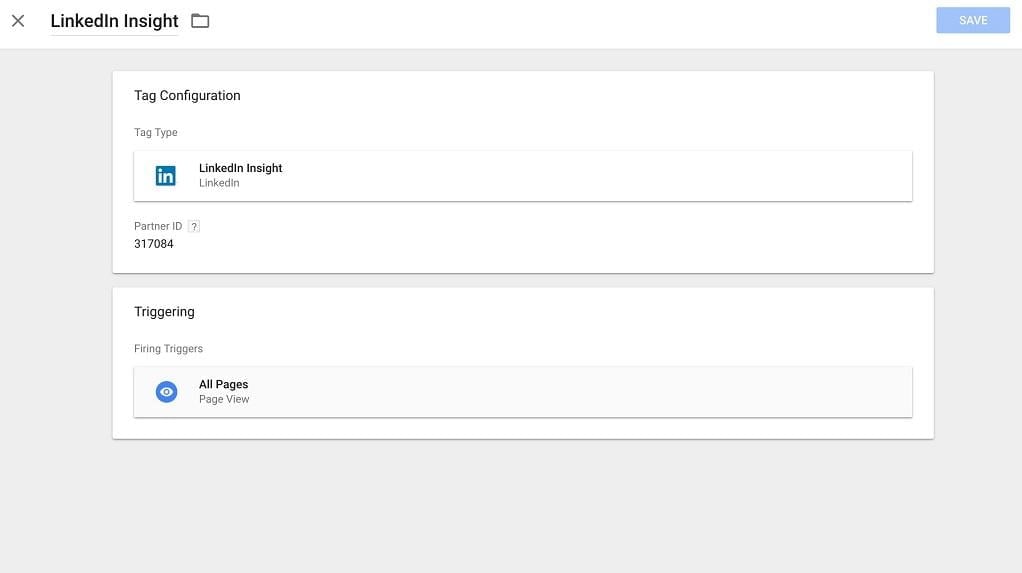 LinkedIn Insight
SAVE
Tag Configuration
Tag Type
in
LinkedIn Insight
LinkedIn
Partner ID ?
317084
Triggering
Firing Triggers
All Pages
Page View